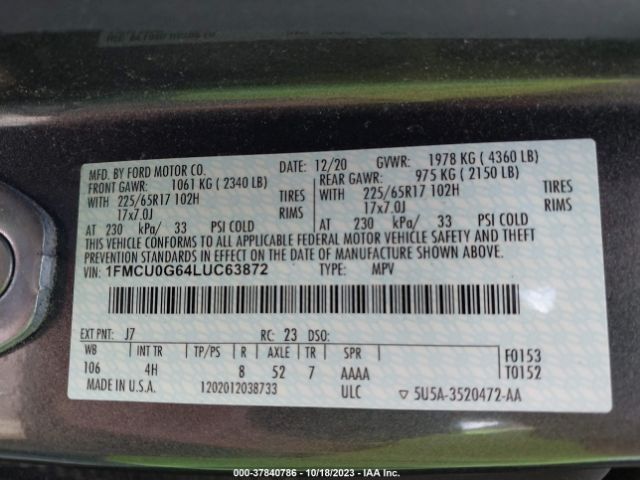 MFD. BY FORD MOTOR CO. DATE: 12/20 GVWR: 1978 KG ( 4360 LB)
FRONT GAWR: 1061 KG ( 2340 LB) REAR GAWR: 975 KG ( 2150 LB)
WITH 225/65R17 102H TIRES WITH 225/65R17 102H TIRES
17x7.0J RIMS 17x7.0J RIMS
AT 230 kPa/ 33 PSI COLD AT 230 kPa/ 33 PSI COLD
THIS VEHICLE CONFORMS TO ALL APPLICABLE FEDERAL MOTOR VEHICLE SAFETY AND THEFT
PREVENTION STANDARDS IN EFFECT ON THE DATE OF MANUFACTURE SHOWN ABOVE.
VIN: 1FMCU0G64LUC63872 TYPE: MPV
EXT PNT: J7 RC: 23 DSO:
WB INT TR TP/PS R AXLE TR SPR F0153
106 4H 8 52 7 AAAA T0152
MADE IN U.S.A. 1202012038733 ULC ▽ 5U5A-3520472-AA
000-37840786 - 10/18/2023 - IAA Inc.